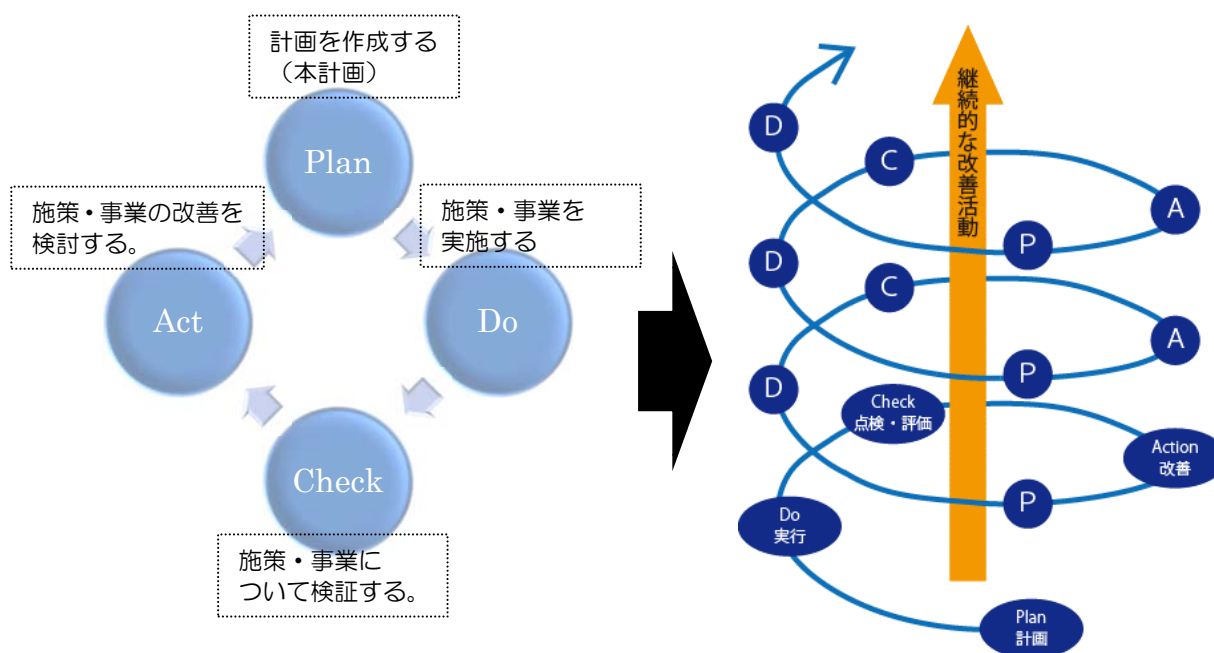 計画を作成する
（本計画）
Plan
施策・事業の改善を
検討する。
施策・事業を
実施する
Act
Do
Check
施策・事業に
ついて検証する。
継続的な改善活動
D
C
A
P
D
C
A
P
D
Check
点検・評価
Action
改善
P
Do
実行
Plan
計画